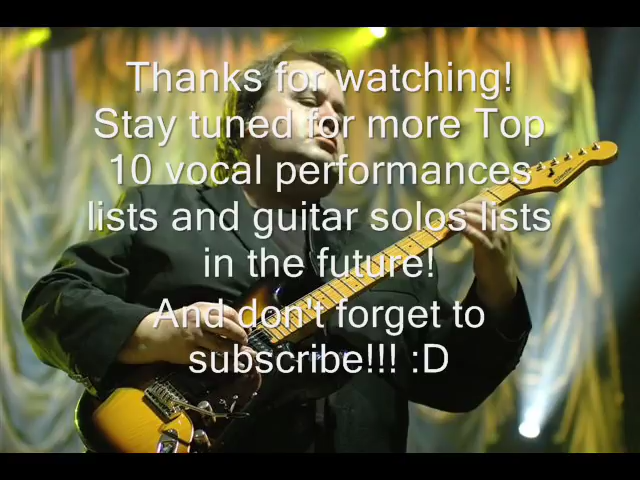 Thanks for watching!
Stay tuned for more Top
10 vocal performances
lists and guitar solos lists
in the future!
And don't forget to
subscribe!!! :D